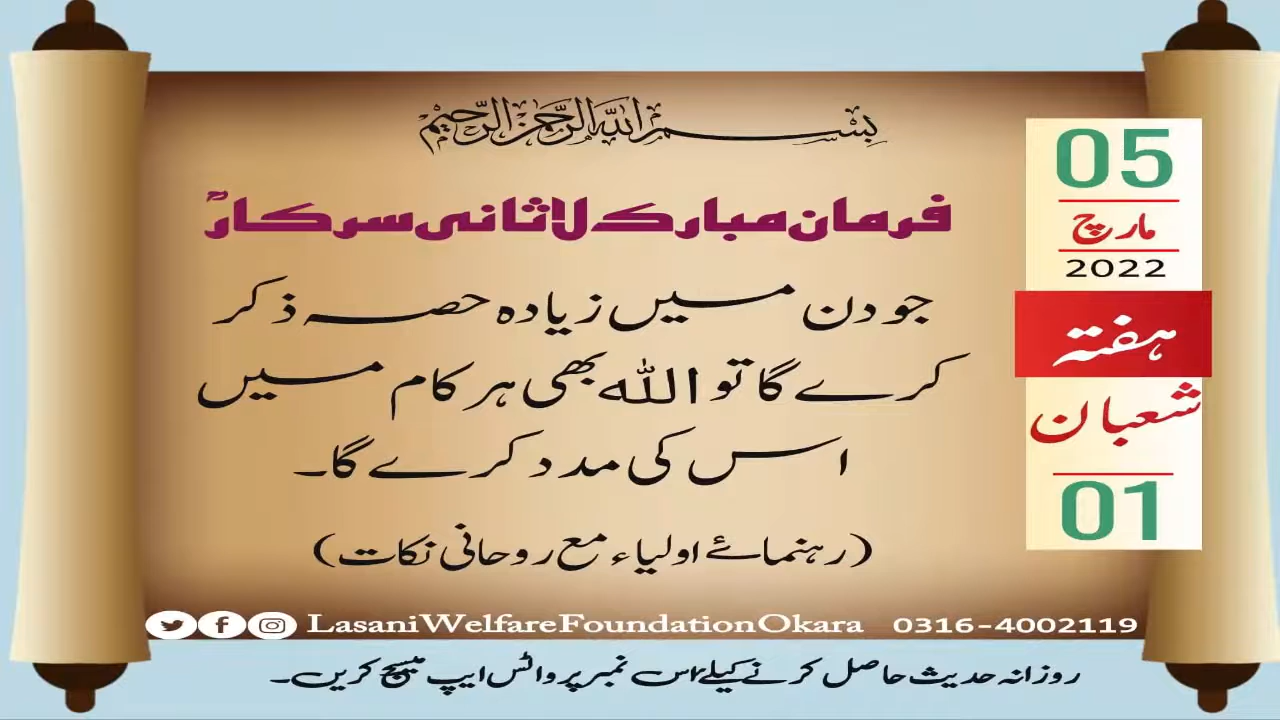 بِسْمِ اللهِ الرَّحْمٰنِ الرَّحِيْمِ
فرمان مبارک لاثانی سرکارؒ
جو دن میں زیادہ حصہ ذکر
کرے گا تو اللہ بھی ہر کام میں
اس کی مدد کرے گا۔
(رہنمائے اولیاء مع روحانی نکات)
05
مارچ
2022
ہفتہ
شعبان
01
LasaniWelfareFoundationOkara 0316-4002119
روزانہ حدیث حاصل کرنے کیلئے اس نمبر پر واٹس ایپ میسج کریں۔